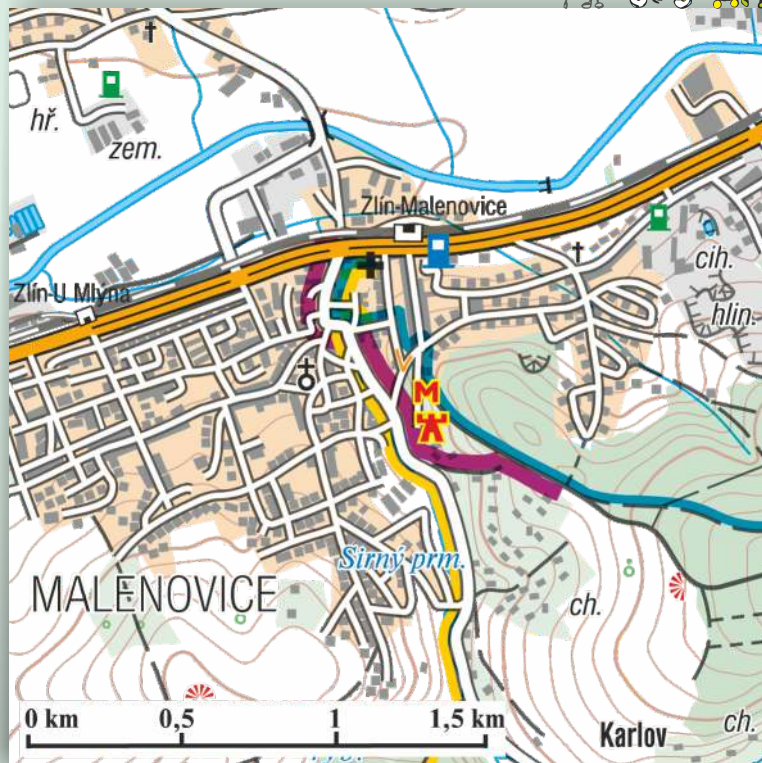 hř.
zem.
Zlín-Malenovice
cih.
hlin.
Zlín-U Mlýna
M
Sirný prm.
MALENOVICE
ch.
0 km 0,5 1 1,5 km
Karlov
ch.